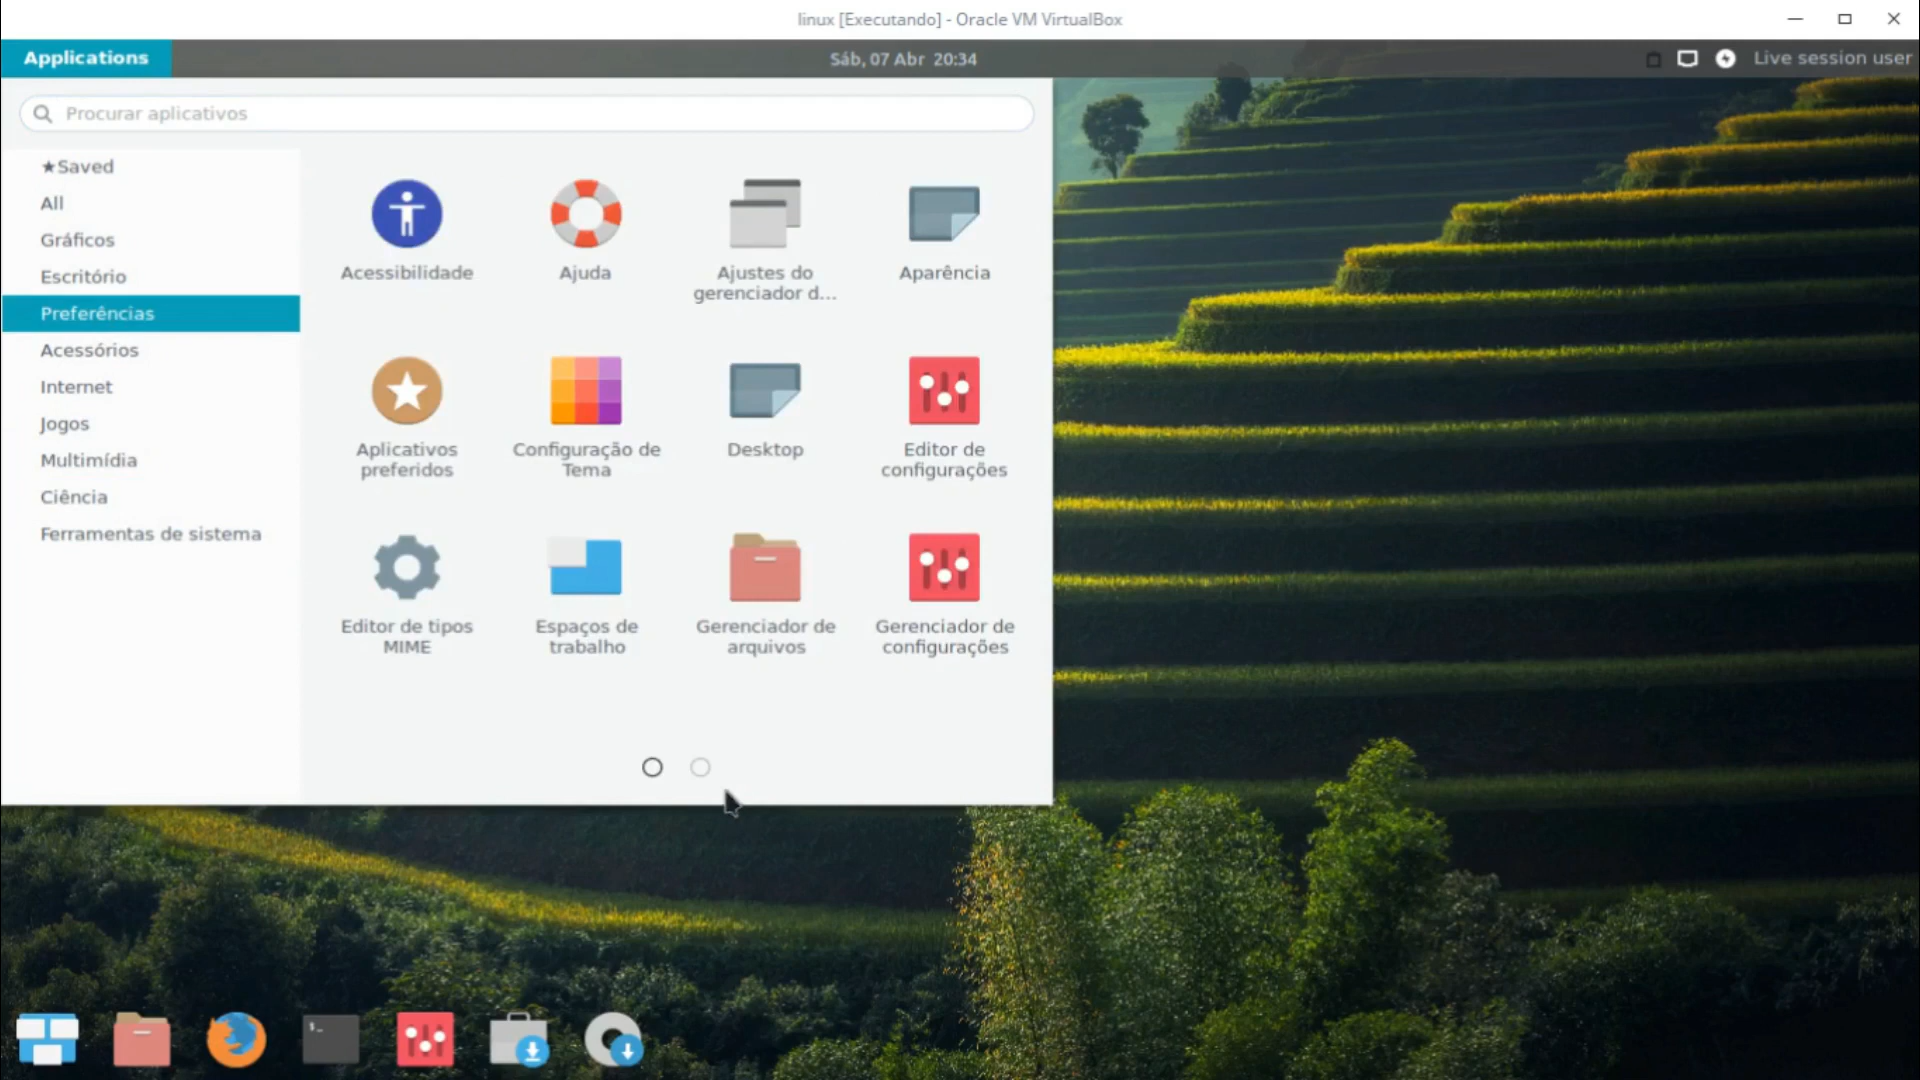 linux [Executando] - Oracle VM VirtualBox
Applications
Sáb, 07 Abr 20:34
Live session user
Procurar aplicativos
★Saved
All
Gráficos
Escritório
Preferências
Acessórios
Internet
Jogos
Multimídia
Ciência
Ferramentas de sistema
Acessibilidade
Ajuda
Ajustes do
gerenciador d...
Aparência
Aplicativos
preferidos
Configuração de
Tema
Desktop
Editor de
configurações
Editor de tipos
MIME
Espaços de
trabalho
Gerenciador de
arquivos
Gerenciador de
configurações